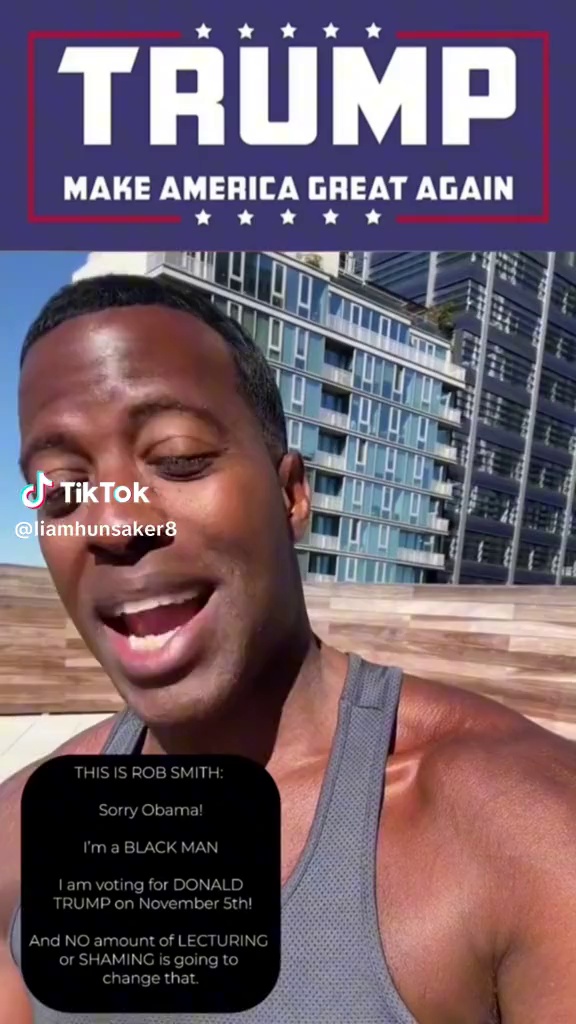 TRUMP
MAKE AMERICA GREAT AGAIN
TikTok
@liamhunsaker8
THIS IS ROB SMITH:
Sorry Obama!
I'm a BLACK MAN
I am voting for DONALD
TRUMP on November 5th!
And NO amount of LECTURING
or SHAMING is going to
change that.